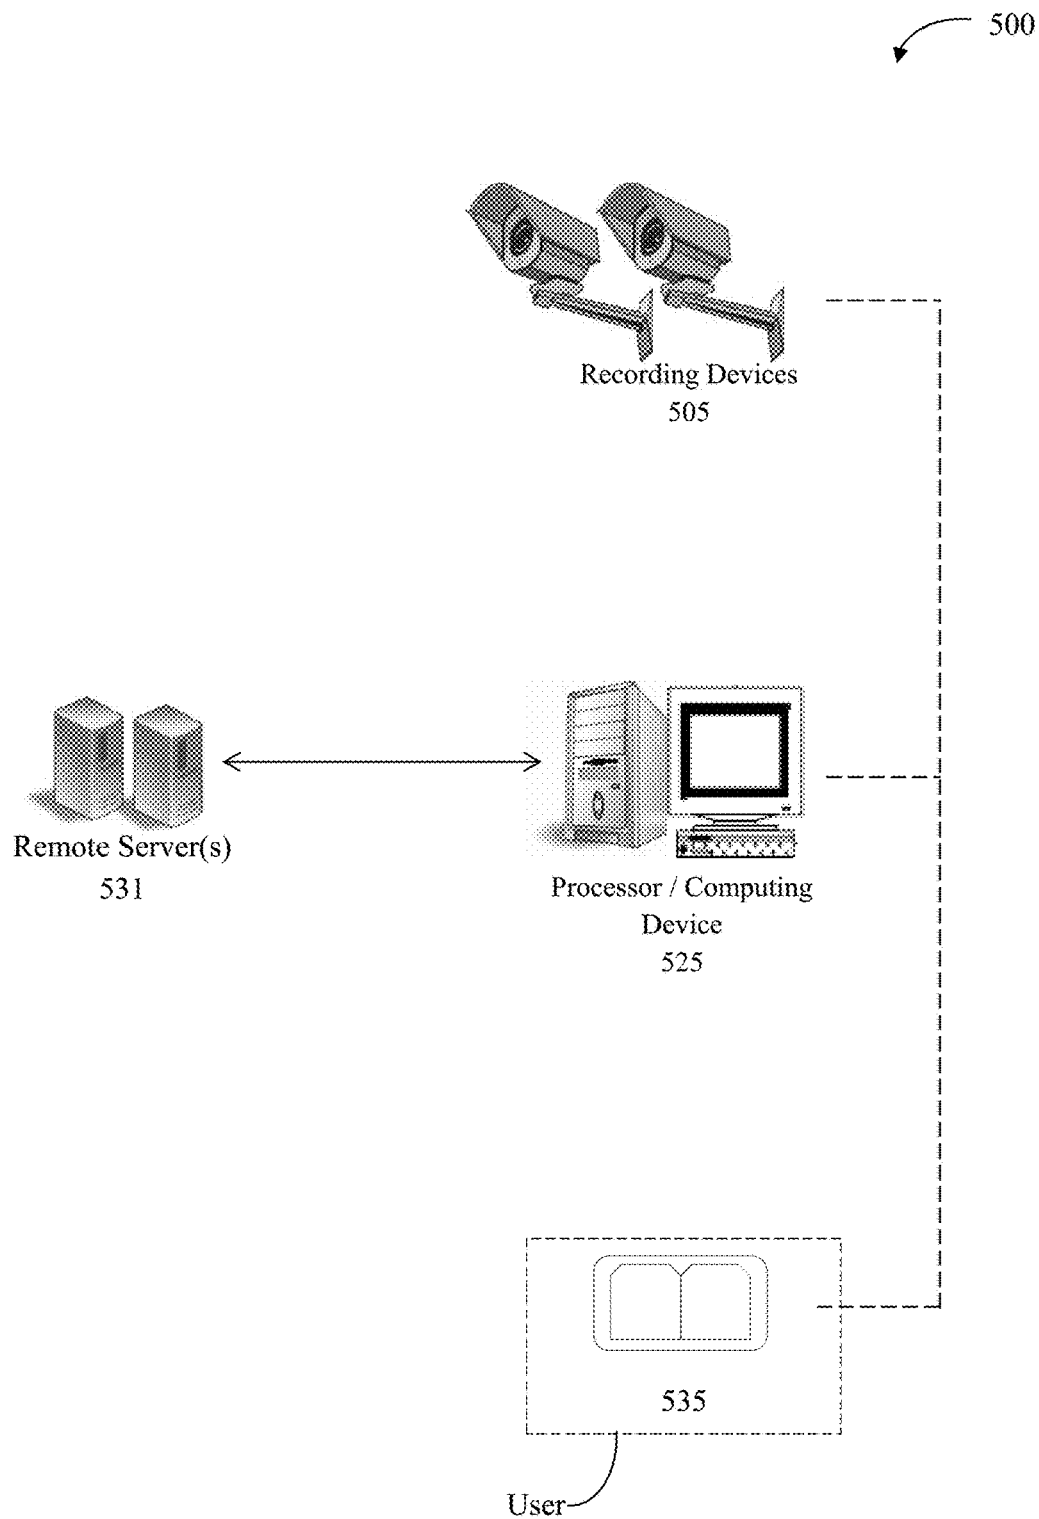 500
Recording Devices
505
Remote Server(s)
531
Processor / Computing
Device
525
535
User